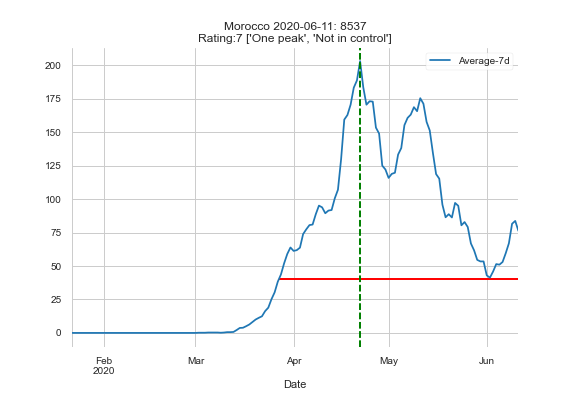 Morocco 2020-06-11: 8537
Rating:7 ['One peak', 'Not in control']
Average-7d
200
175
150
125
100
75
50
25
0
Feb
2020
Mar
Apr
May
Jun
Date